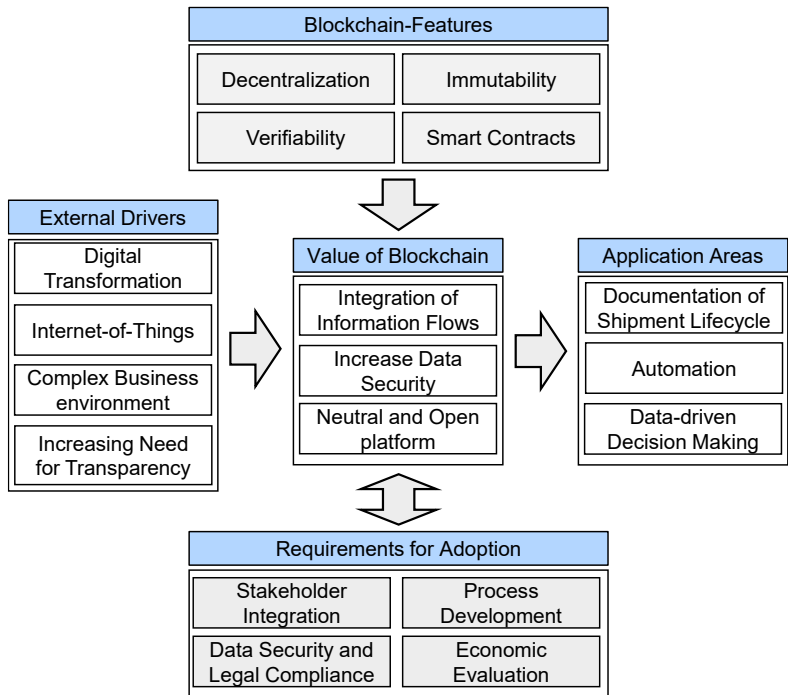 Blockchain-Features
Decentralization
Immutability
Verifiability
Smart Contracts
External Drivers
Digital
Transformation
Internet-of-Things
Complex Business
environment
Increasing Need
for Transparency
Value of Blockchain
Integration of
Information Flows
Increase Data
Security
Neutral and Open
platform
Application Areas
Documentation of
Shipment Lifecycle
Automation
Data-driven
Decision Making
Requirements for Adoption
Stakeholder
Integration
Process
Development
Data Security and
Legal Compliance
Economic
Evaluation